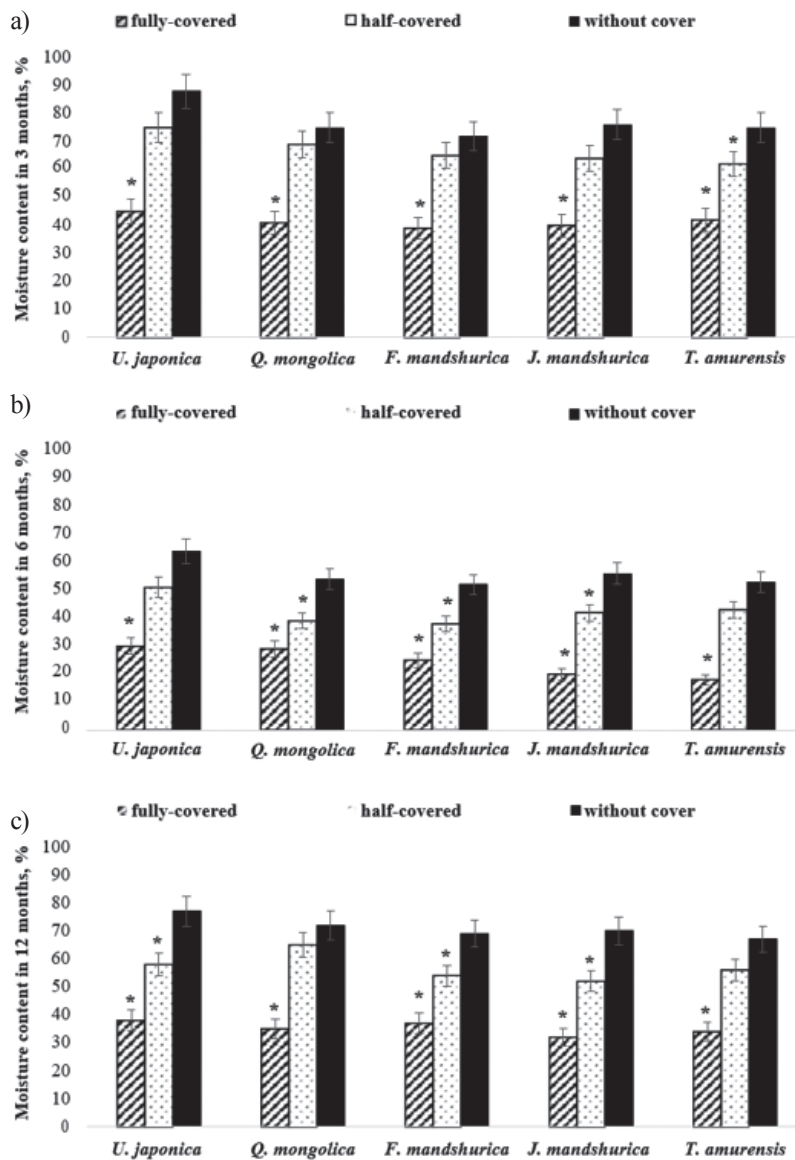 a)
fully-covered half-covered without cover
Moisture content in 3 months, %
100
90
80
70
60
50
40
30
20
10
0
* * * * * *
U. japonica Q. mongolica F. mandshurica J. mandshurica T. amurensis
b)
fully-covered half-covered without cover
Moisture content in 6 months, %
100
90
80
70
60
50
40
30
20
10
0
* * * * * * * *
U. japonica Q. mongolica F. mandshurica J. mandshurica T. amurensis
c)
fully-covered half-covered without cover
Moisture content in 12 months, %
100
90
80
70
60
50
40
30
20
10
0
* * * * * * * *
U. japonica Q. mongolica F. mandshurica J. mandshurica T. amurensis